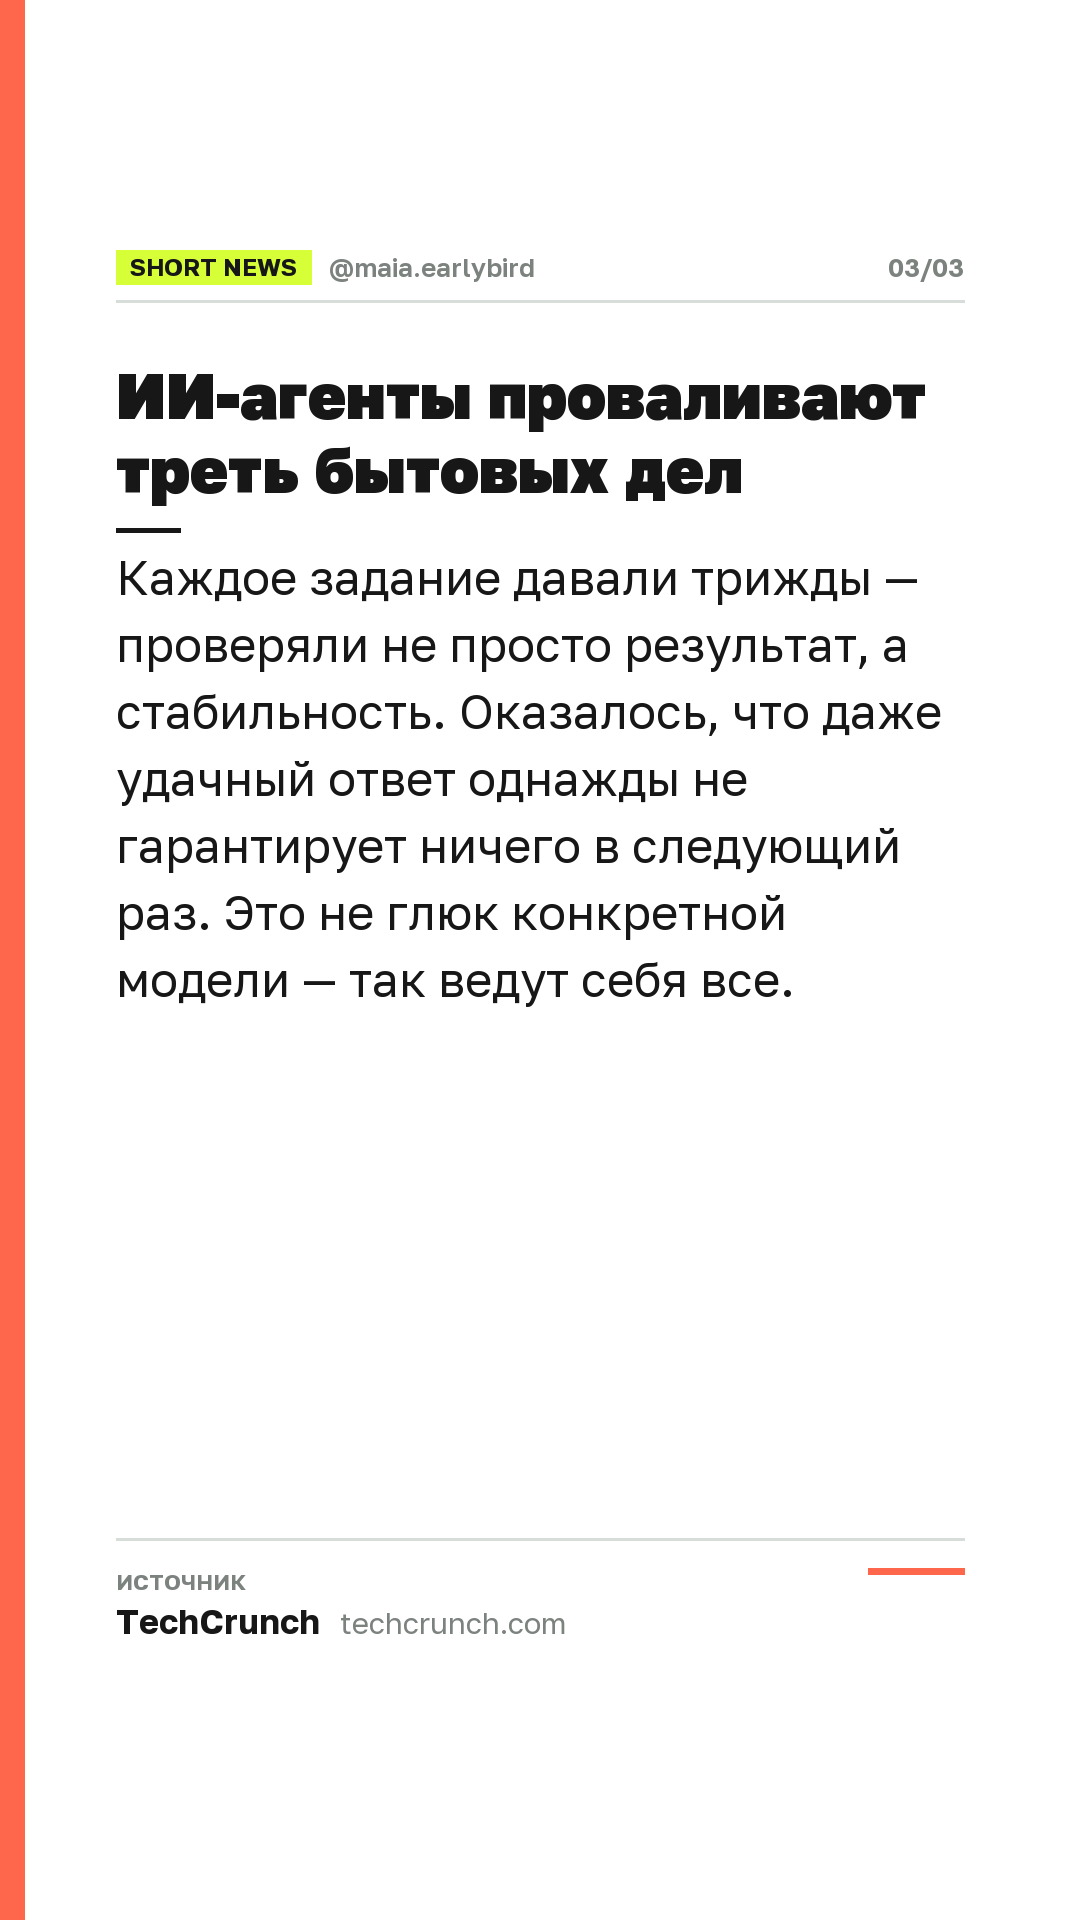 SHORT NEWS @maia.earlybird 03/03
ИИ-агенты проваливают
треть бытовых дел
Каждое задание давали трижды —
проверяли не просто результат, а
стабильность. Оказалось, что даже
удачный ответ однажды не
гарантирует ничего в следующий
раз. Это не глюк конкретной
модели — так ведут себя все.
источник
TechCrunch techcrunch.com